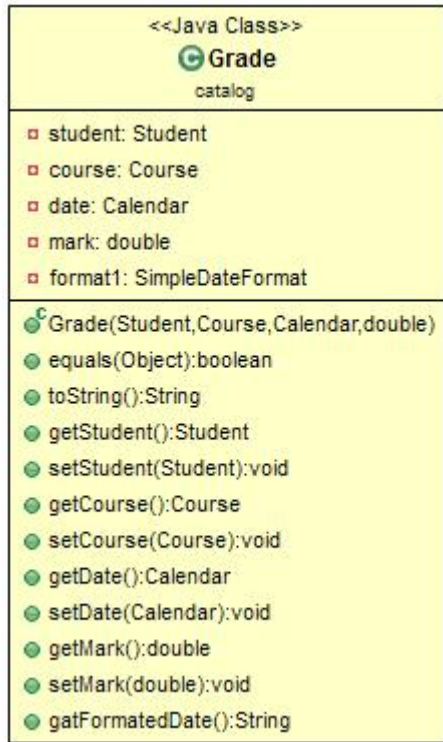 <<Java Class>>
C Grade
catalog
student: Student
course: Course
date: Calendar
mark: double
format1: SimpleDateFormat
C Grade(Student,Course,Calendar,double)
equals(Object):boolean
toString():String
getStudent():Student
setStudent(Student):void
getCourse():Course
setCourse(Course):void
getDate():Calendar
setDate(Calendar):void
getMark():double
setMark(double):void
gatFormatedDate():String